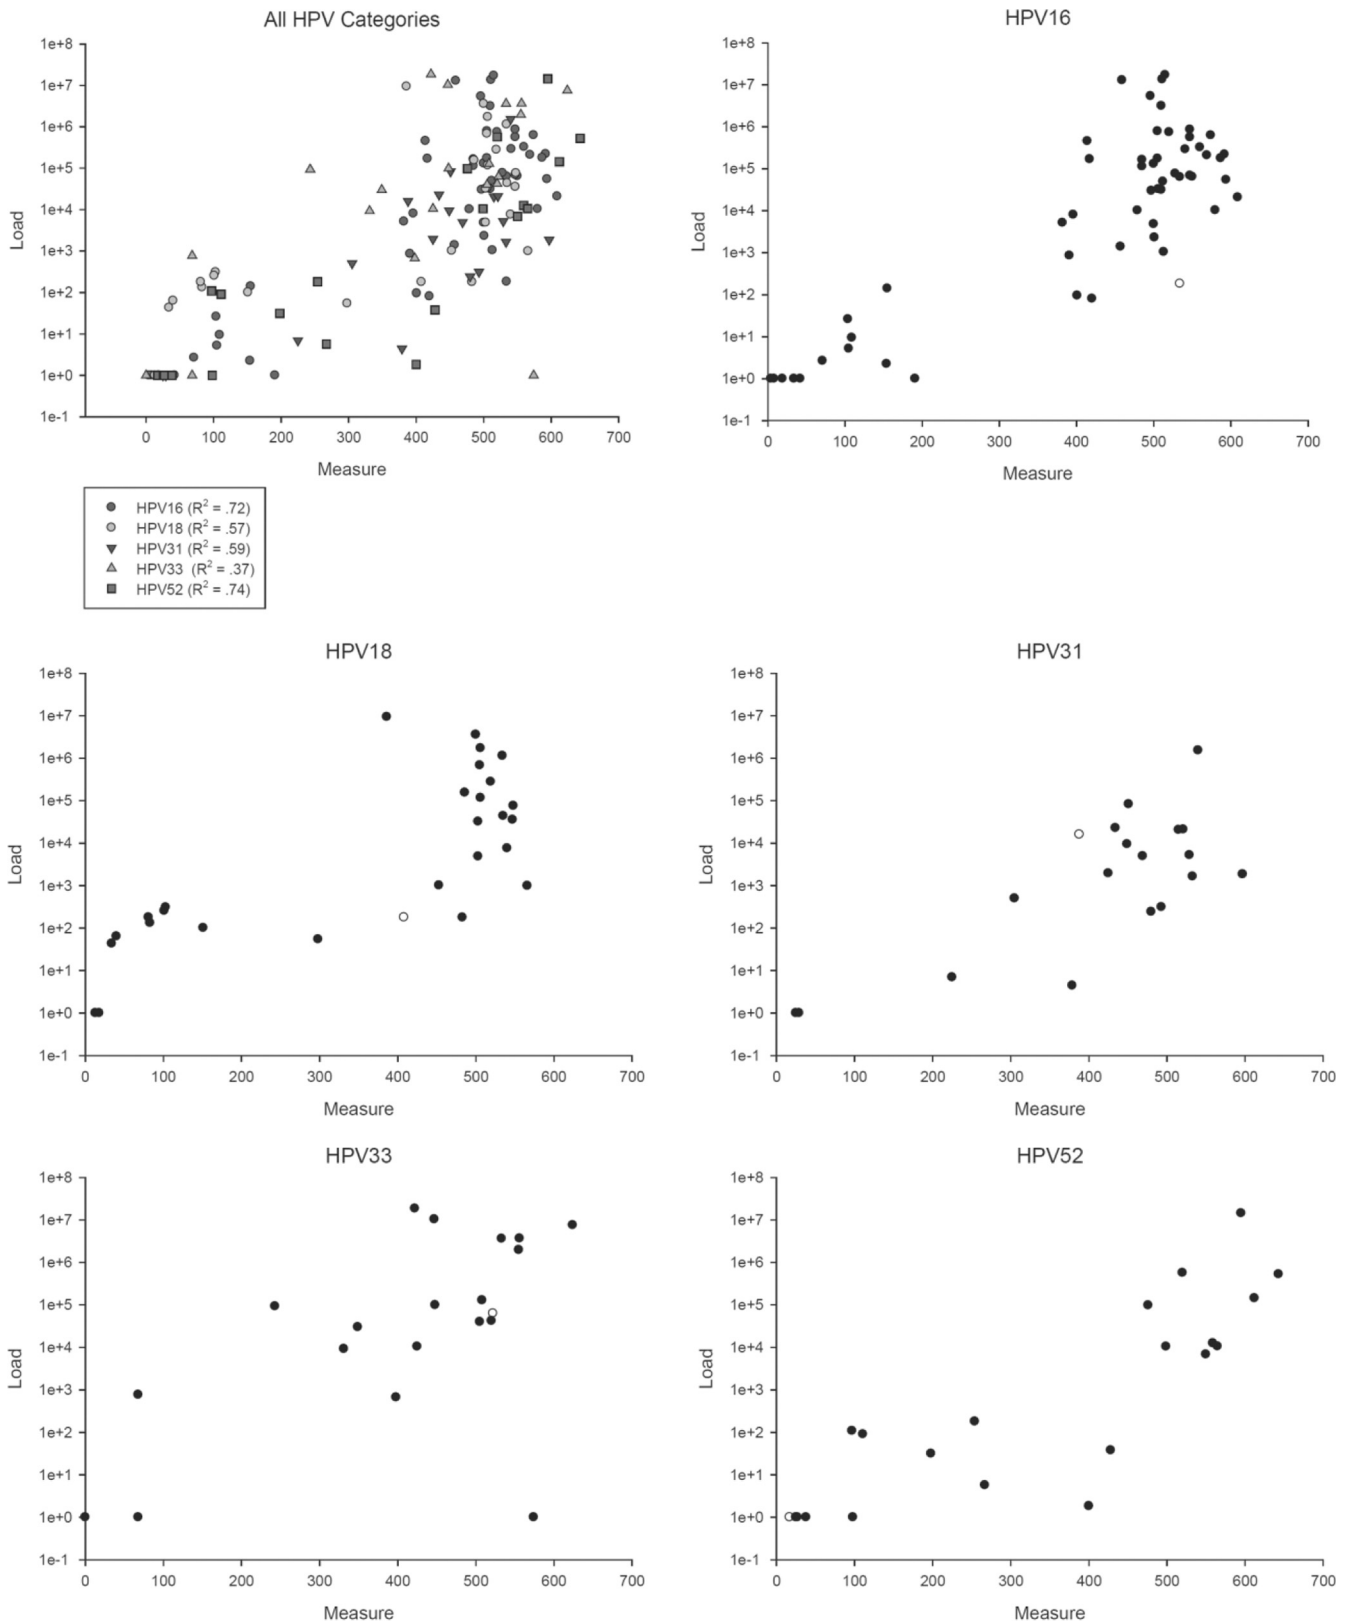 All HPV Categories
1e+8
1e+7
1e+6
1e+5
1e+4
1e+3
1e+2
1e+1
1e+0
1e-1
Load
0 100 200 300 400 500 600 700
Measure
HPV16
1e+8
1e+7
1e+6
1e+5
1e+4
1e+3
1e+2
1e+1
1e+0
1e-1
Load
0 100 200 300 400 500 600 700
Measure
HPV16 (R² = .72)
HPV18 (R² = .57)
HPV31 (R² = .59)
HPV33 (R² = .37)
HPV52 (R² = .74)
HPV18
1e+8
1e+7
1e+6
1e+5
1e+4
1e+3
1e+2
1e+1
1e+0
1e-1
Load
0 100 200 300 400 500 600 700
Measure
HPV31
1e+8
1e+7
1e+6
1e+5
1e+4
1e+3
1e+2
1e+1
1e+0
1e-1
Load
0 100 200 300 400 500 600 700
Measure
HPV33
1e+8
1e+7
1e+6
1e+5
1e+4
1e+3
1e+2
1e+1
1e+0
1e-1
Load
0 100 200 300 400 500 600 700
Measure
HPV52
1e+8
1e+7
1e+6
1e+5
1e+4
1e+3
1e+2
1e+1
1e+0
1e-1
Load
0 100 200 300 400 500 600 700
Measure